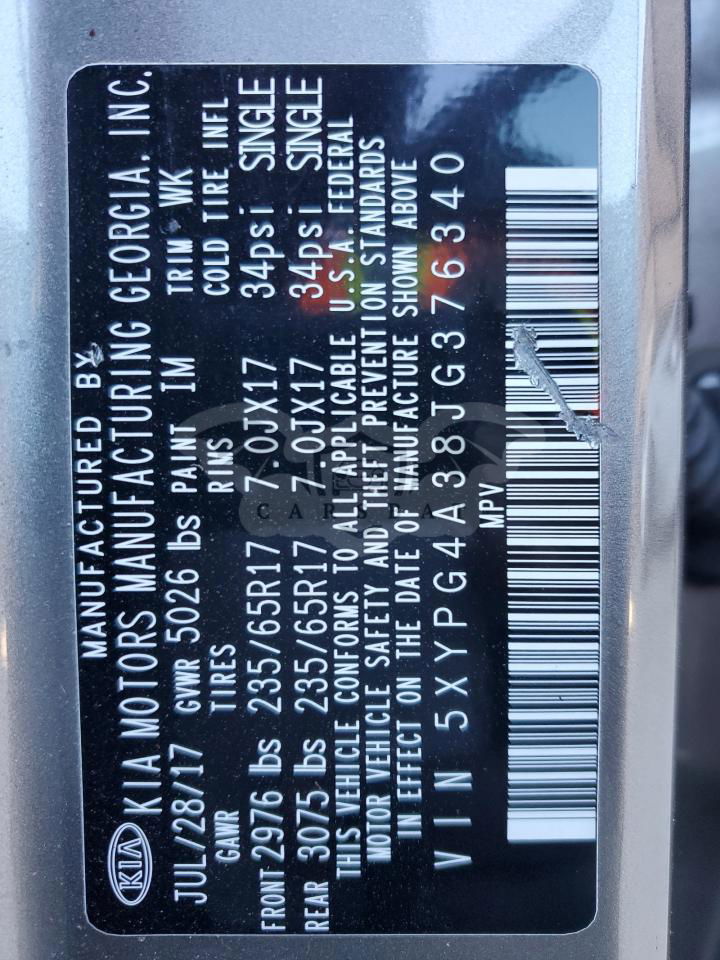 MANUFACTURED BY
KIA KIA MOTORS MANUFACTURING GEORGIA, INC.
JUL/28/17 GVWR 5026 lbs PAINT IM TRIM WK
GAWR TIRES RIMS COLD TIRE INFL
FRONT 2976 lbs 235/65R17 7.0JX17 34psi SINGLE
REAR 3075 lbs 235/65R17 7.0JX17 34psi SINGLE
THIS VEHICLE CONFORMS TO ALL APPLICABLE U.S.A. FEDERAL
MOTOR VEHICLE SAFETY AND THEFT PREVENTION STANDARDS
IN EFFECT ON THE DATE OF MANUFACTURE SHOWN ABOVE
VIN 5XYPG4A38JG376340
MPV